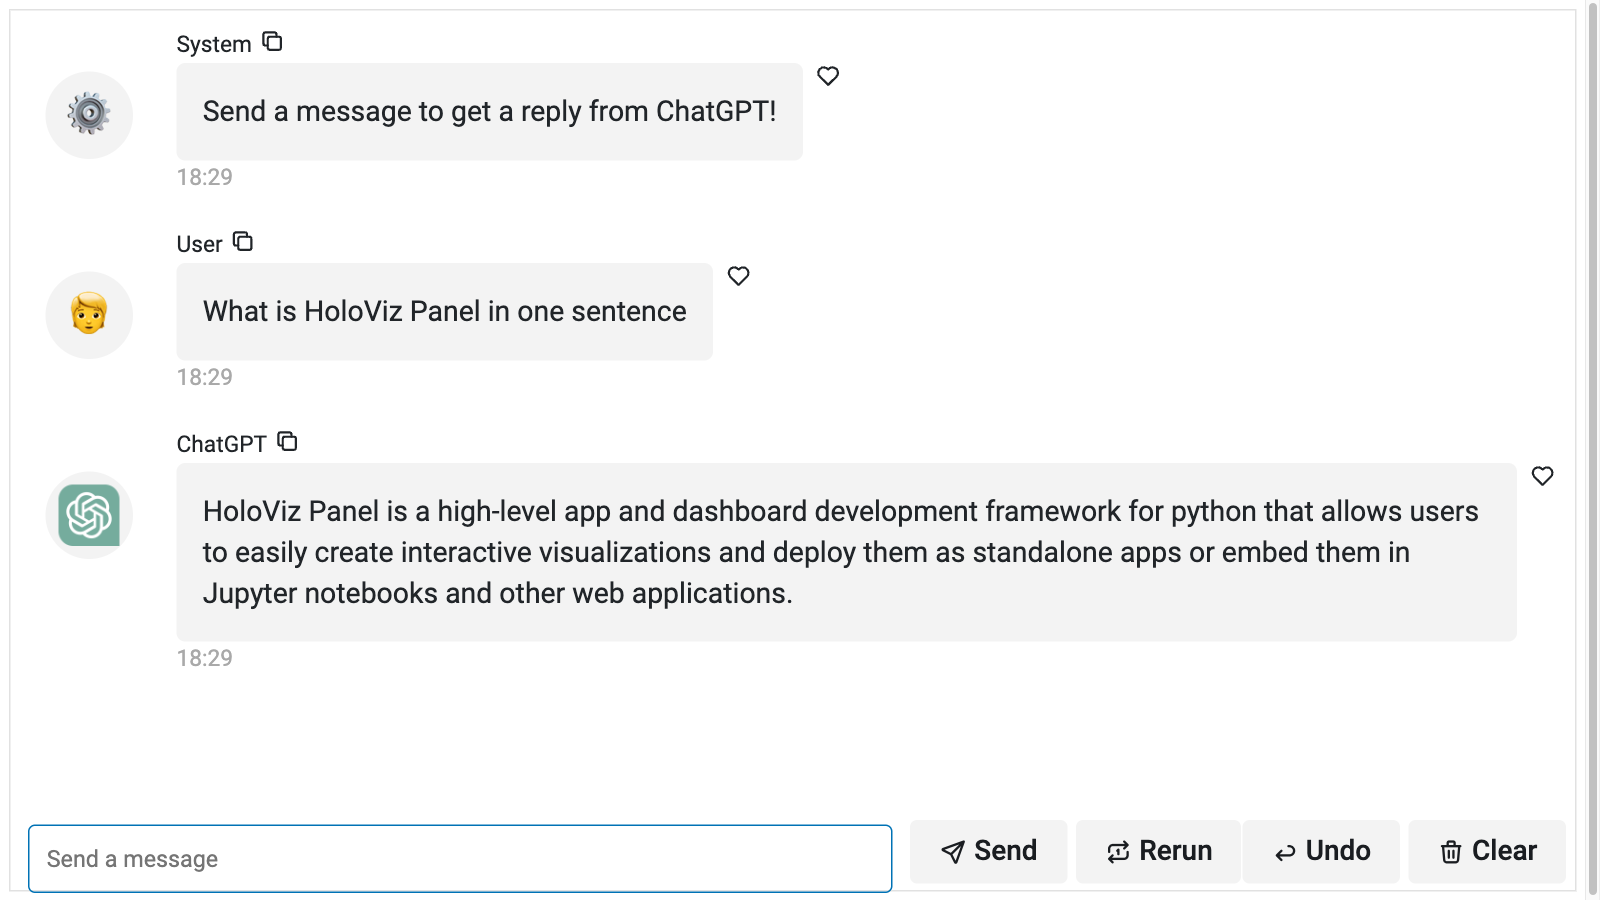 System
Send a message to get a reply from ChatGPT!
18:29
User
What is HoloViz Panel in one sentence
18:29
ChatGPT
HoloViz Panel is a high-level app and dashboard development framework for python that allows users
to easily create interactive visualizations and deploy them as standalone apps or embed them in
Jupyter notebooks and other web applications.
18:29
Send a message
Send
Rerun
Undo
Clear